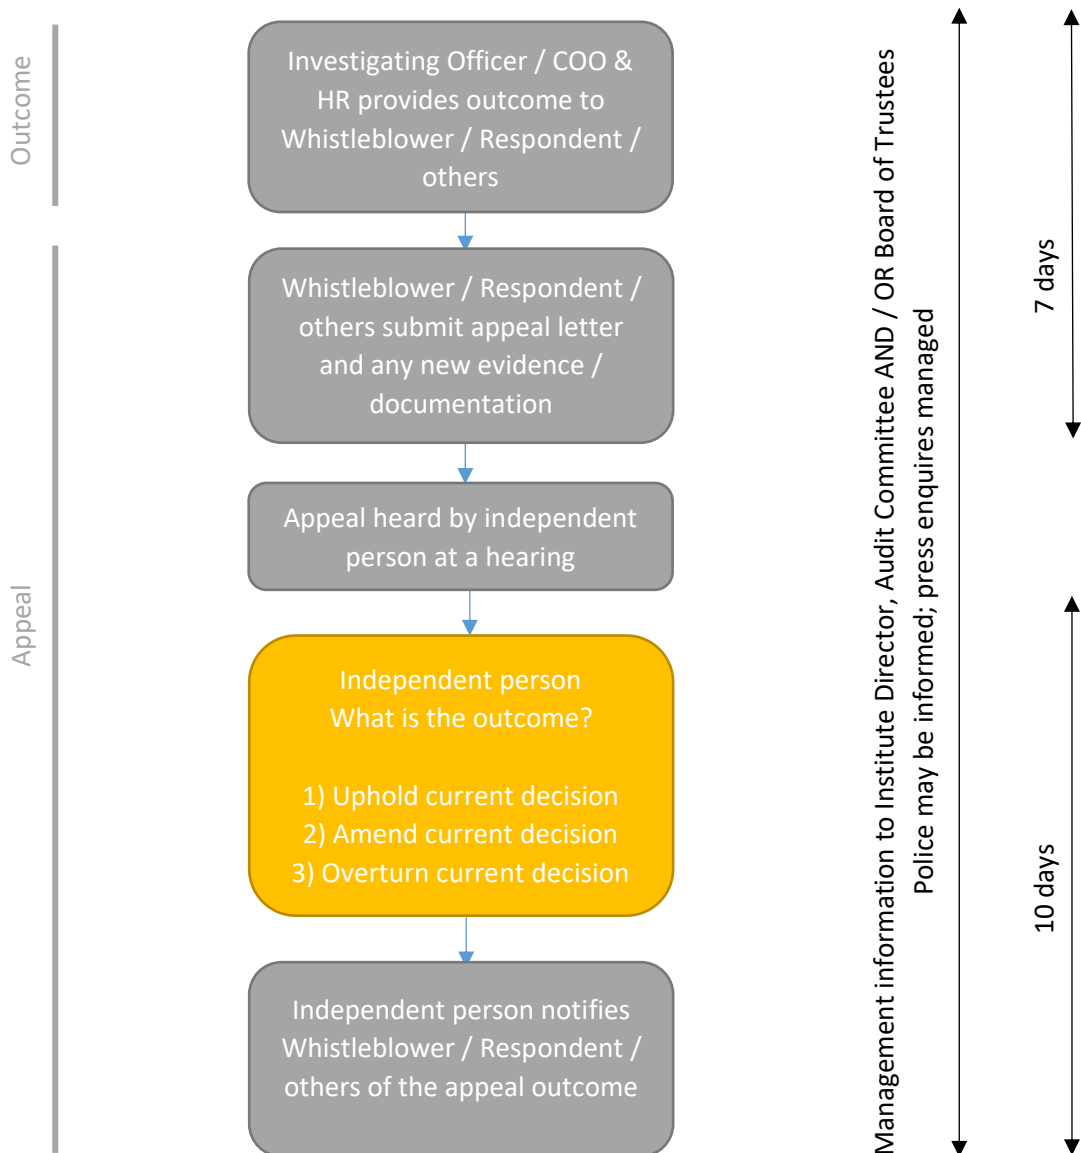 Outcome
Investigating Officer / COO &
HR provides outcome to
Whistleblower / Respondent /
others
Appeal
Whistleblower / Respondent /
others submit appeal letter
and any new evidence /
documentation
Appeal heard by independent
person at a hearing
Independent person
What is the outcome?
1) Uphold current decision
2) Amend current decision
3) Overturn current decision
Independent person notifies
Whistleblower / Respondent /
others of the appeal outcome
Management information to Institute Director, Audit Committee AND / OR Board of Trustees
Police may be informed; press enquires managed
7 days
10 days